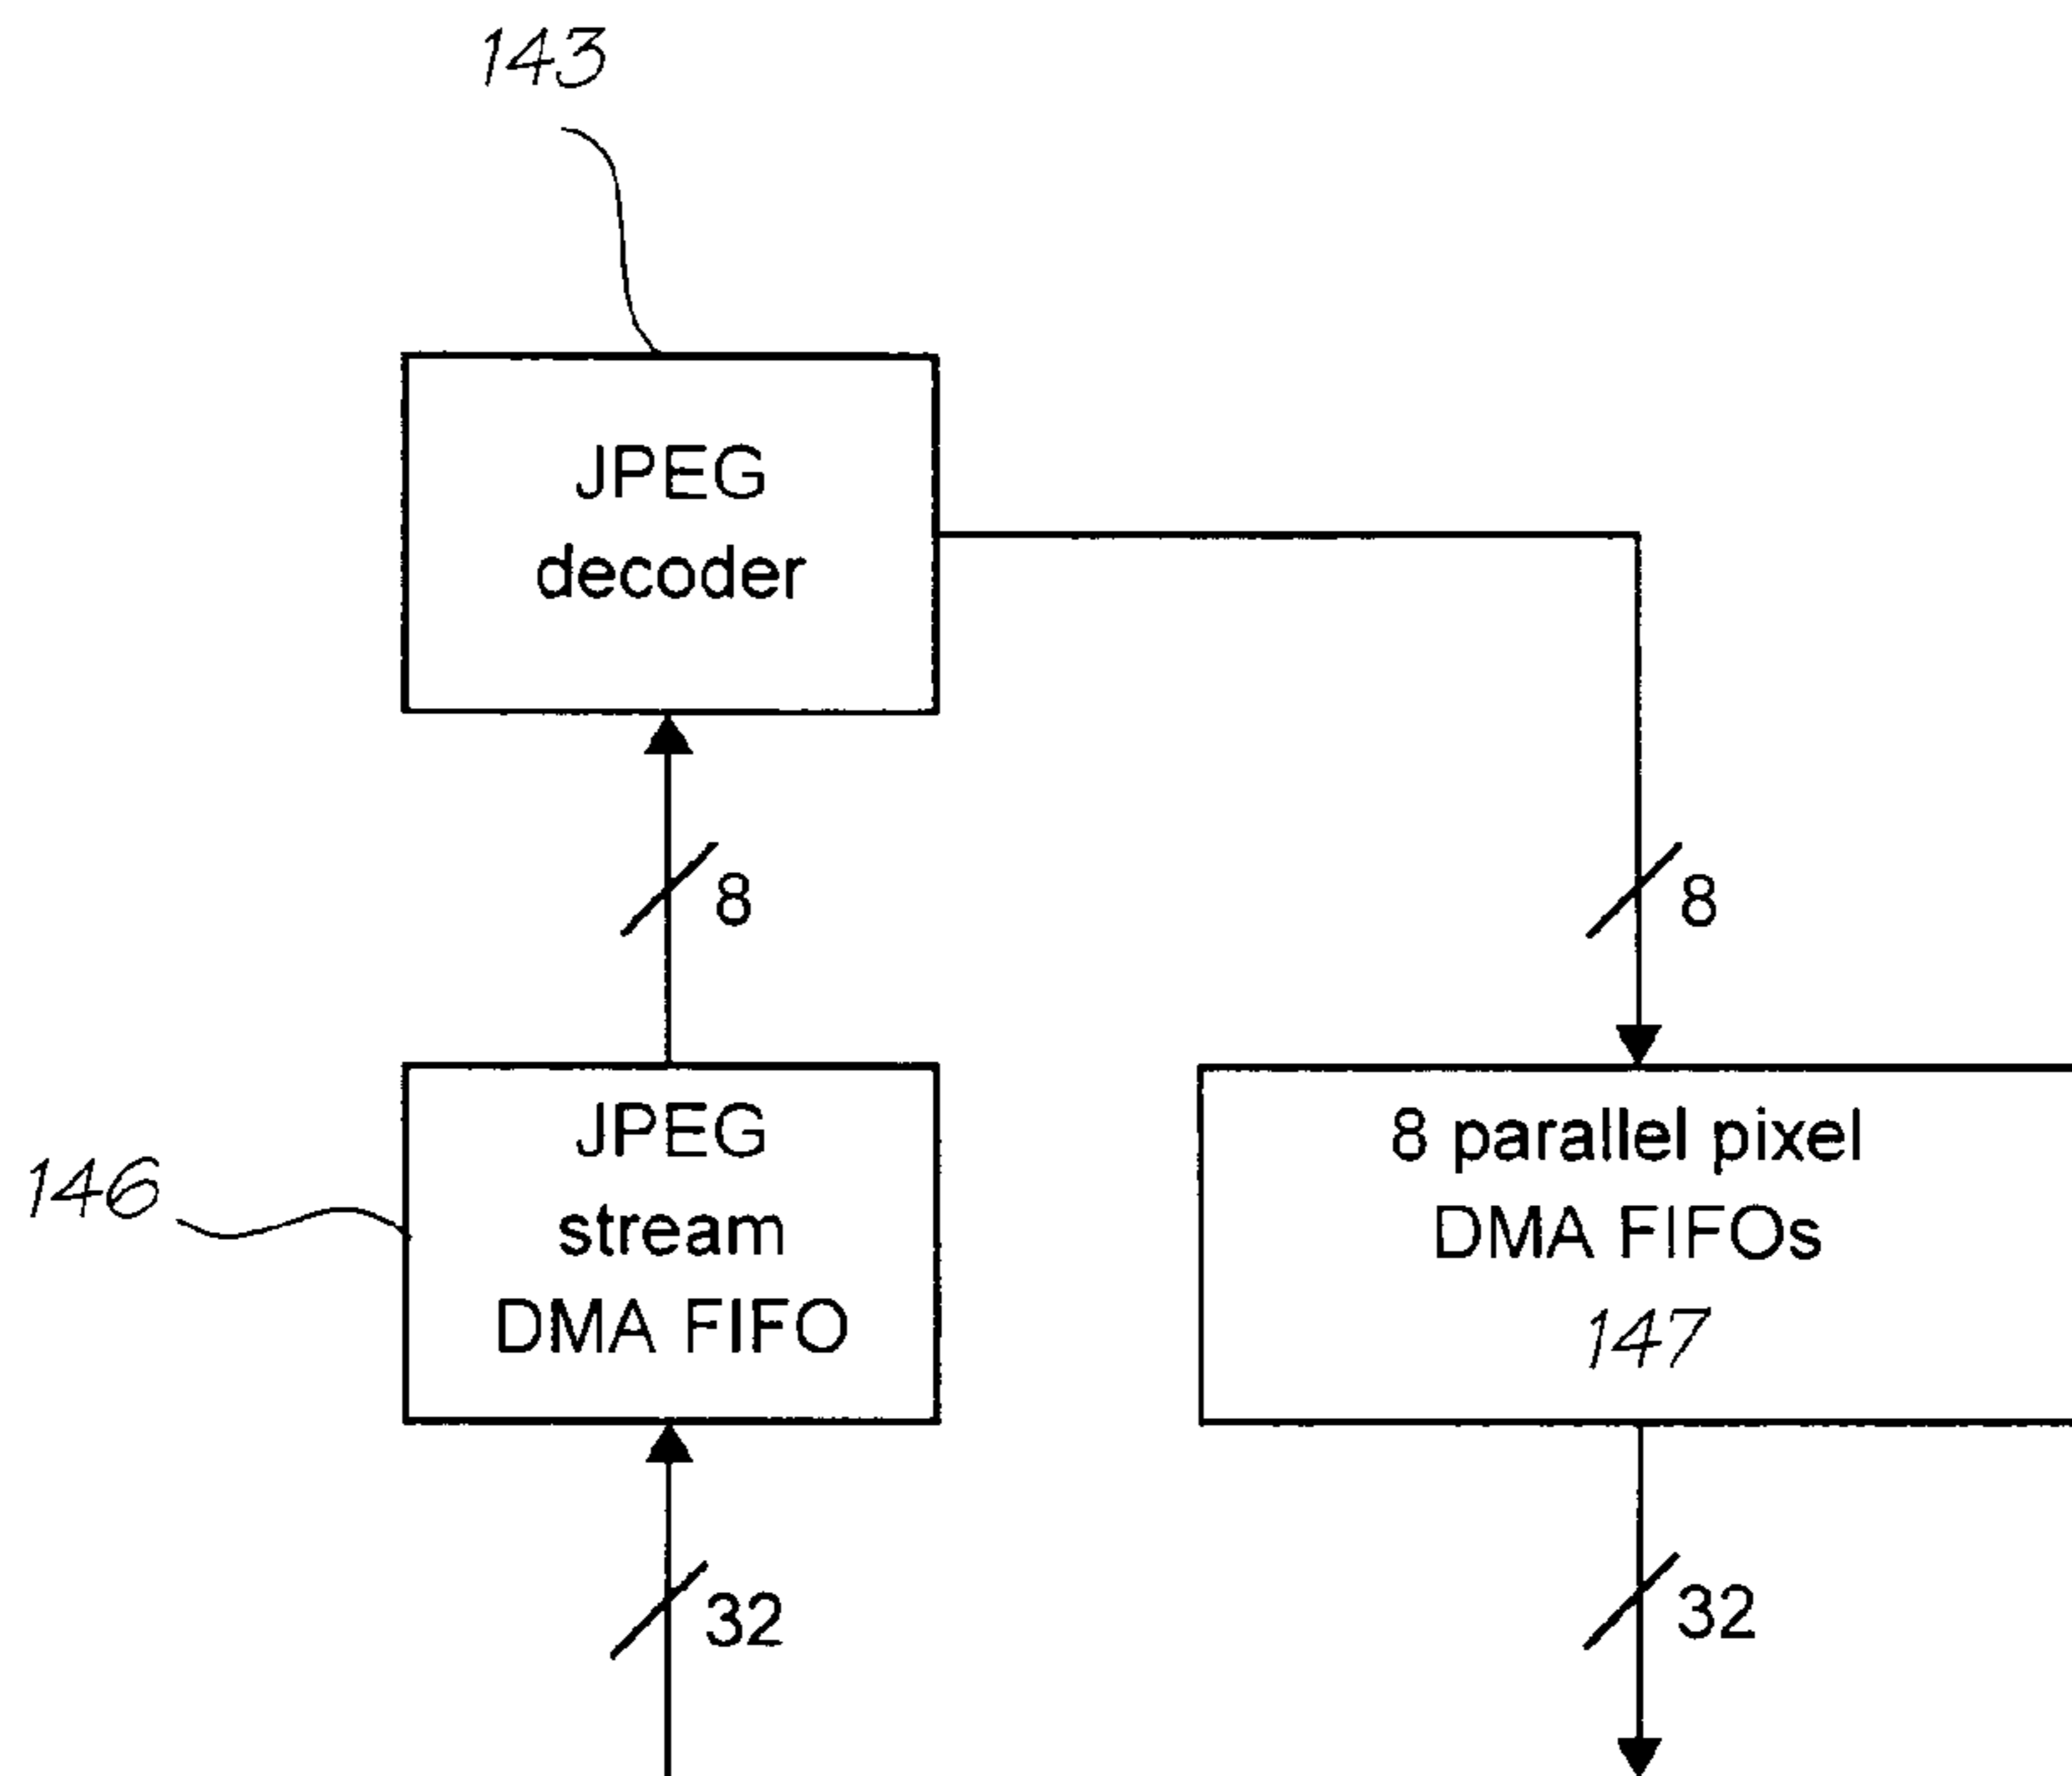 143
JPEG
decoder
8
8
JPEG
stream
DMA FIFO
146
8 parallel pixel
DMA FIFOs
147
32
32